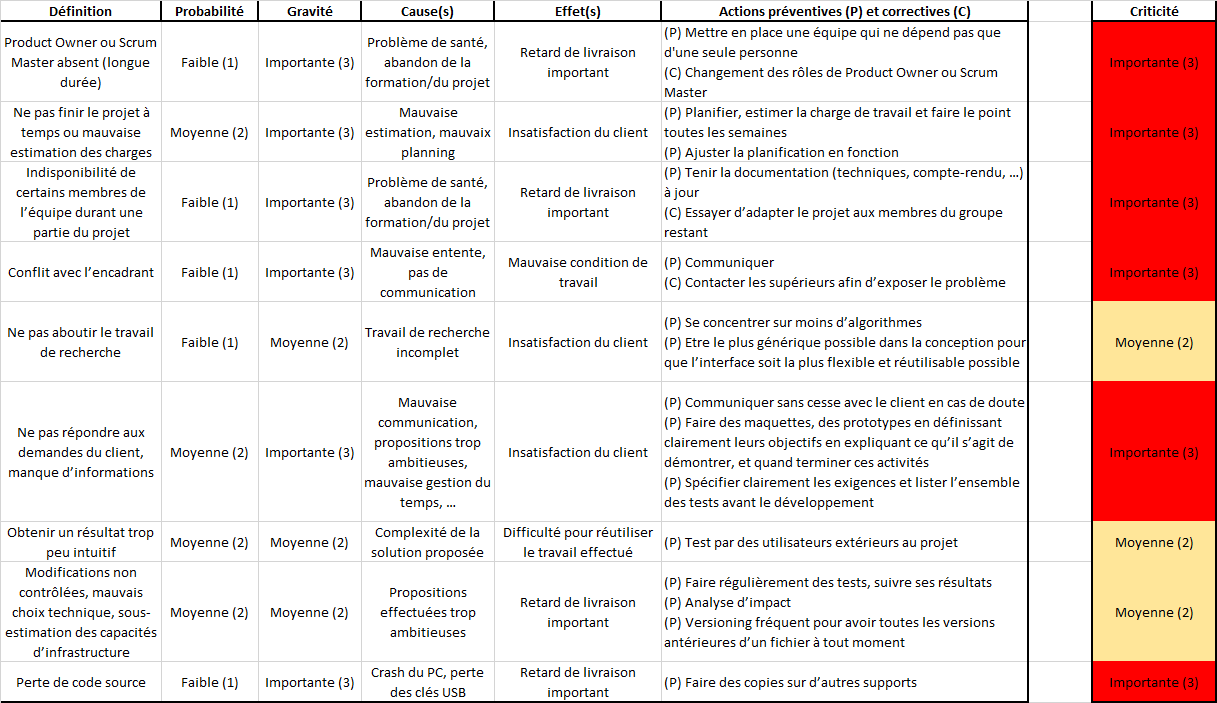 Définition Probabilité Gravité Cause(s) Effet(s) Actions préventives (P) et correctives (C) Criticité
Product Owner ou Scrum
Master absent (longue
durée)
Faible (1)
Importante (3)
Problème de santé,
abandon de la
formation/du projet
Retard de livraison
important
(P) Mettre en place une équipe qui ne dépend pas que
d'une seule personne
(C) Changement des rôles de Product Owner ou Scrum
Master
Importante (3)
Ne pas finir le projet à
temps ou mauvaise
estimation des charges
Moyenne (2)
Importante (3)
Mauvaise
estimation, mauvaix
planning
Insatisfaction du client
(P) Planifier, estimer la charge de travail et faire le point
toutes les semaines
(P) Ajuster la planification en fonction
Importante (3)
Indisponibilité de
certains membres de
l’équipe durant une
partie du projet
Faible (1)
Importante (3)
Problème de santé,
abandon de la
formation/du projet
Retard de livraison
important
(P) Tenir la documentation (techniques, compte-rendu, …)
à jour
(C) Essayer d’adapter le projet aux membres du groupe
restant
Importante (3)
Conflit avec l’encadrant
Faible (1)
Importante (3)
Mauvaise entente,
pas de
communication
Mauvaise condition de
travail
(P) Communiquer
(C) Contacter les supérieurs afin d’exposer le problème
Importante (3)
Ne pas aboutir le travail
de recherche
Faible (1)
Moyenne (2)
Travail de recherche
incomplet
Insatisfaction du client
(P) Se concentrer sur moins d’algorithmes
(P) Etre le plus générique possible dans la conception pour
que l’interface soit la plus flexible et réutilisable possible
Moyenne (2)
Ne pas répondre aux
demandes du client,
manque d’informations
Moyenne (2)
Importante (3)
Mauvaise
communication,
propositions trop
ambitieuses,
mauvaise gestion du
temps, …
Insatisfaction du client
(P) Communiquer sans cesse avec le client en cas de doute
(P) Faire des maquettes, des prototypes en définissant
clairement leurs objectifs en expliquant ce qu’il s’agit de
démontrer, et quand terminer ces activités
(P) Spécifier clairement les exigences et lister l’ensemble
des tests avant le développement
Importante (3)
Obtenir un résultat trop
peu intuitif
Moyenne (2)
Moyenne (2)
Complexité de la
solution proposée
Difficulté pour réutiliser
le travail effectué
(P) Test par des utilisateurs extérieurs au projet
Moyenne (2)
Modifications non
contrôlées, mauvais
choix technique, sous-
estimation des capacités
d’infrastructure
Moyenne (2)
Moyenne (2)
Propositions
effectuées trop
ambitieuses
Retard de livraison
important
(P) Faire régulièrement des tests, suivre ses résultats
(P) Analyse d’impact
(P) Versioning fréquent pour avoir toutes les versions
antérieures d’un fichier à tout moment
Moyenne (2)
Perte de code source
Faible (1)
Importante (3)
Crash du PC, perte
des clés USB
Retard de livraison
important
(P) Faire des copies sur d’autres supports
Importante (3)